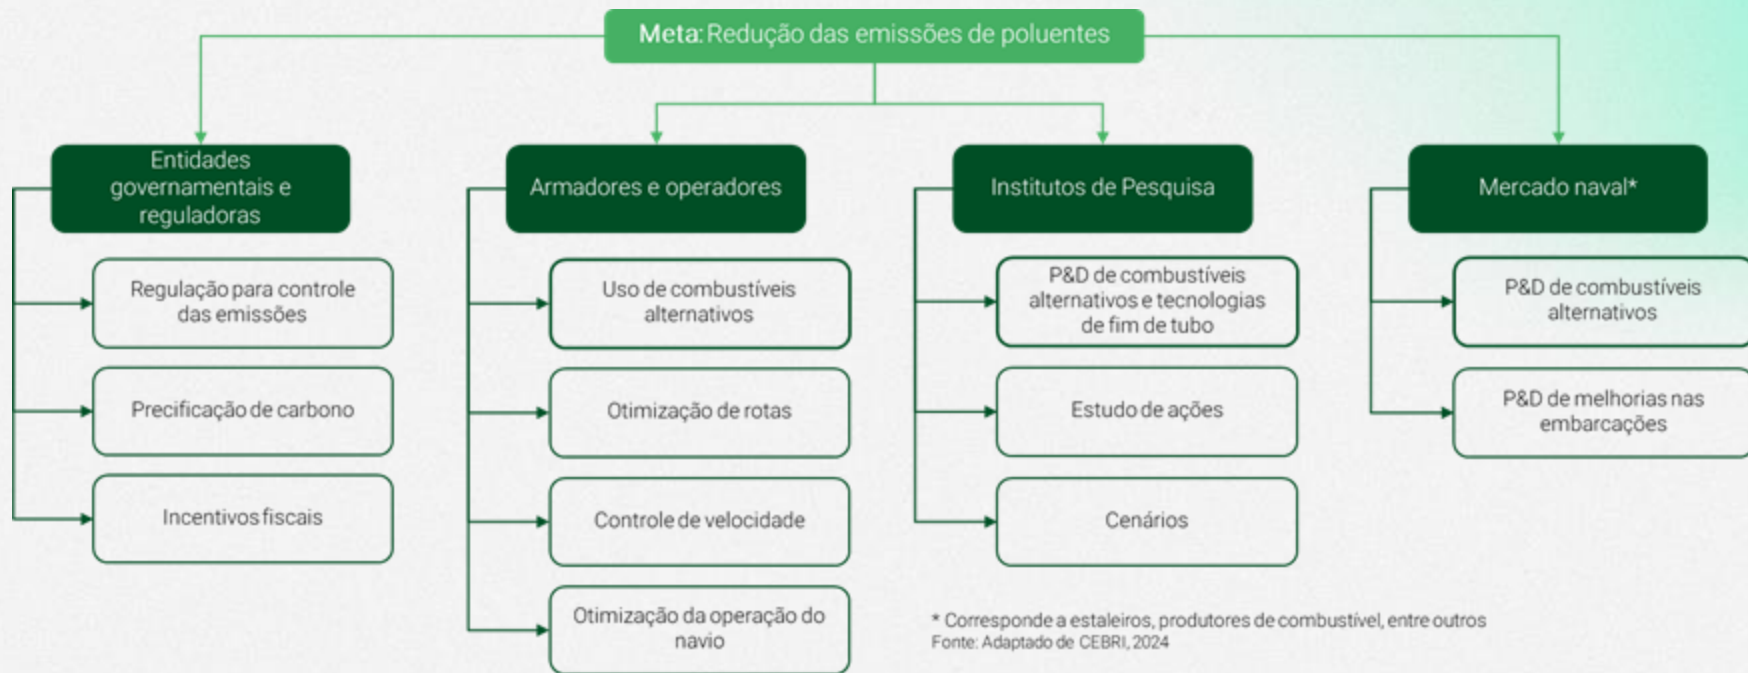 Meta: Redução das emissões de poluentes
Entidades
governamentais e
reguladoras
Regulação para controle
das emissões
Precificação de carbono
Incentivos fiscais
Armadores e operadores
Uso de combustíveis
alternativos
Otimização de rotas
Controle de velocidade
Otimização da operação do
navio
Institutos de Pesquisa
P&D de combustíveis
alternativos e tecnologias
de fim de tubo
Estudo de ações
Cenários
Mercado naval*
P&D de combustíveis
alternativos
P&D de melhorias nas
embarcações
* Corresponde a estaleiros, produtores de combustível, entre outros
Fonte: Adaptado de CEBRI, 2024